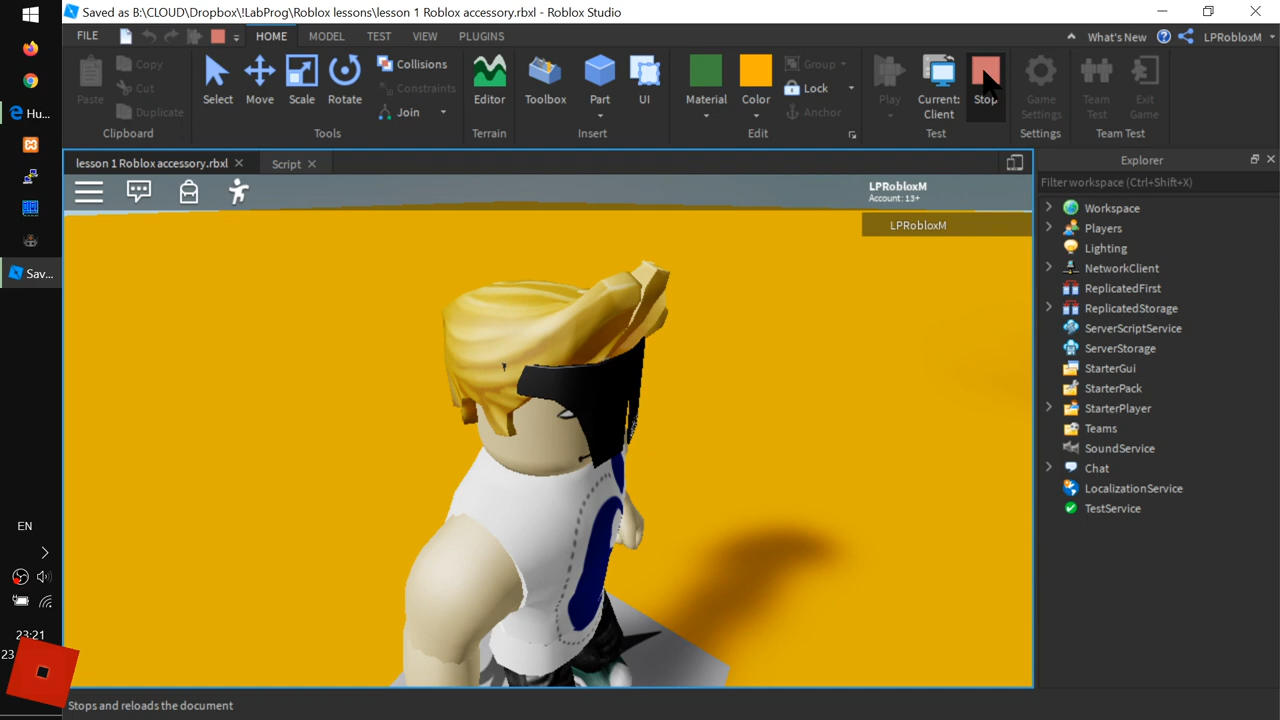 Saved as B:\CLOUD\Dropbox\!LabProg\Roblox lessons\lesson 1 Roblox accessory.rbxl - Roblox Studio
FILE HOME MODEL TEST VIEW PLUGINS What's New LPRobloxM
Paste Copy Cut Duplicate
Clipboard
Select Move Scale Rotate Collisions Constraints Join
Tools
Editor
Terrain
Toolbox Part UI
Insert
Material Color Group Lock Anchor
Edit
Play Current: Client Stop
Test
Game Settings
Settings
Team Test Exit Game
Team Test
lesson 1 Roblox accessory.rbxl Script
LPRobloxM
Account: 13+
LPRobloxM
Explorer
Filter workspace (Ctrl+Shift+X)
Workspace
Players
Lighting
NetworkClient
ReplicatedFirst
ReplicatedStorage
ServerScriptService
ServerStorage
StarterGui
StarterPack
StarterPlayer
Teams
SoundService
Chat
LocalizationService
TestService
Hu...
Sav...
EN
23:21
23
Stops and reloads the document